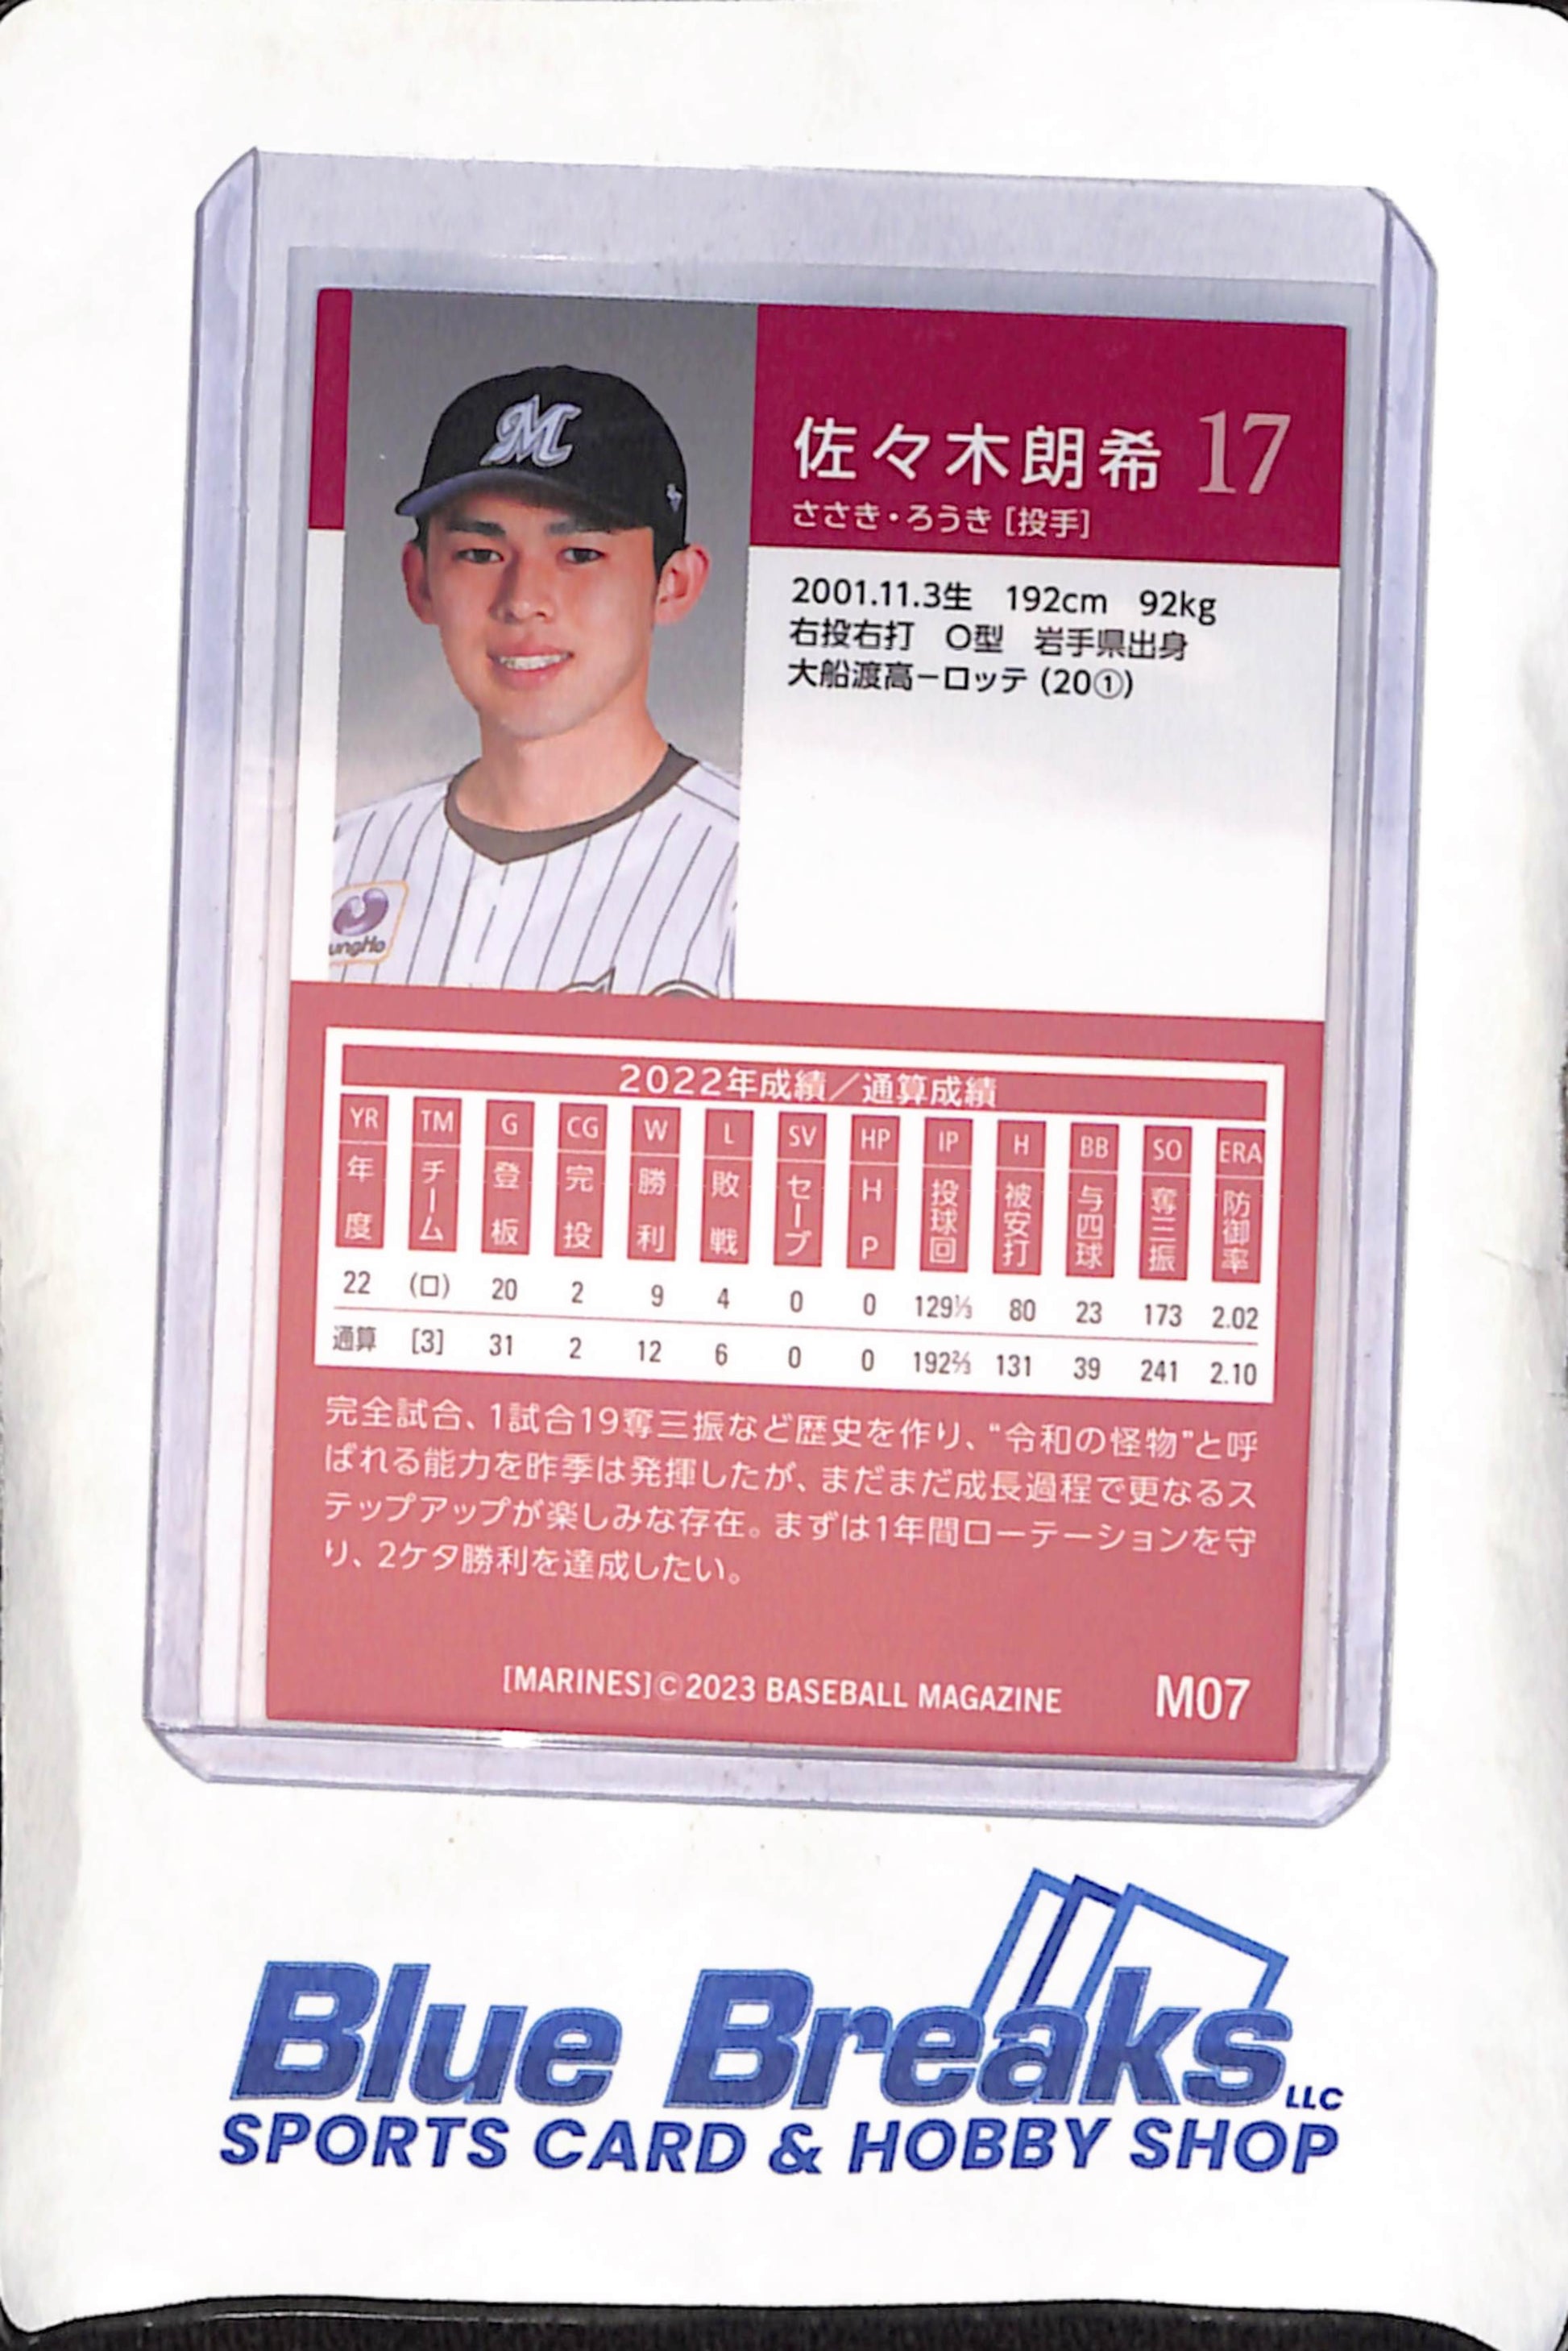 M
佐々木朗希 17
ささき・ろうき [投手]
2001.11.3生 192cm 92kg
右投右打 O型 岩手県出身
大船渡高－ロッテ (20①)
ungHo
2022年成績／通算成績
YR TM G CG W L SV HP IP H BB SO ERA
年度 チーム 登板 完投 勝利 敗戦 セーブ HP 投球回 被安打 与四球 奪三振 防御率
22 (ロ) 20 2 9 4 0 0 129⅓ 80 23 173 2.02
通算 [3] 31 2 12 6 0 0 192⅔ 131 39 241 2.10
完全試合、1試合19奪三振など歴史を作り、“令和の怪物”と呼
ばれる能力を昨季は発揮したが、まだまだ成長過程で更なるス
テップアップが楽しみな存在。まずは1年間ローテーションを守
り、2ケタ勝利を達成したい。
[MARINES]©2023 BASEBALL MAGAZINE M07
Blue Breaks LLC
SPORTS CARD & HOBBY SHOP